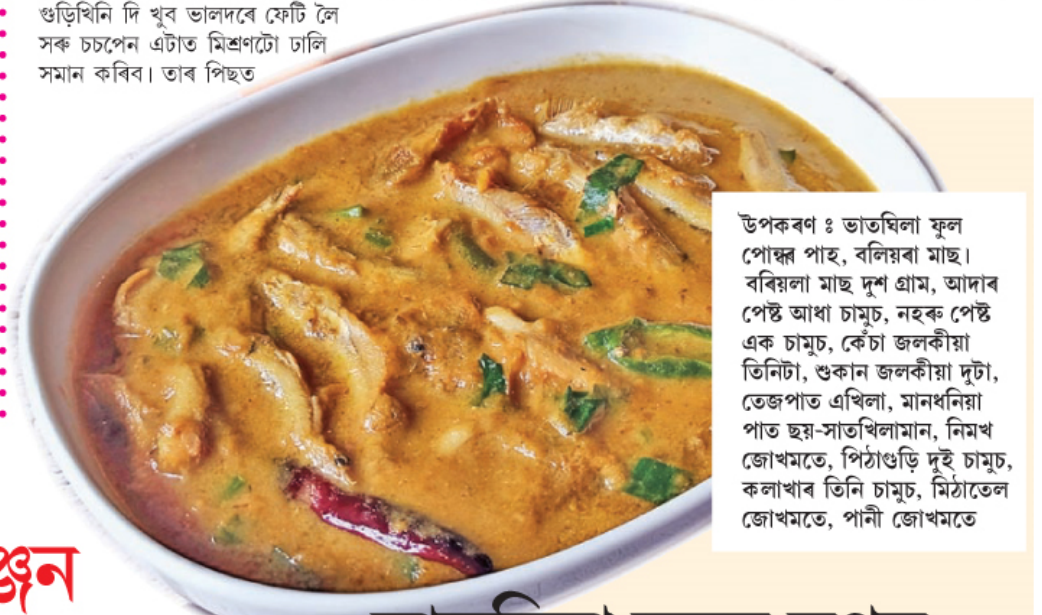 গুড়িখিনি দি খুব ভালদৰে ফেটি লৈ
সৰু চচপেন এটাত মিশ্ৰণটো ঢালি
সমান কৰিব। তাৰ পিছত
উপকৰণ ঃ ভাতঘিলা ফুল
পোন্ধৰ পাহ, বলিয়ৰা মাছ।
বৰিয়লা মাছ দুশ গ্ৰাম, আদাৰ
পেষ্ট আধা চামুচ, নহৰু পেষ্ট
এক চামুচ, কেঁচা জলকীয়া
তিনিটা, শুকান জলকীয়া দুটা,
তেজপাত এখিলা, মানধনিয়া
পাত ছয়-সাতখিলামান, নিমখ
জোখমতে, পিঠাগুড়ি দুই চামুচ,
কলাখাৰ তিনি চামুচ, মিঠাতেল
জোখমতে, পানী জোখমতে